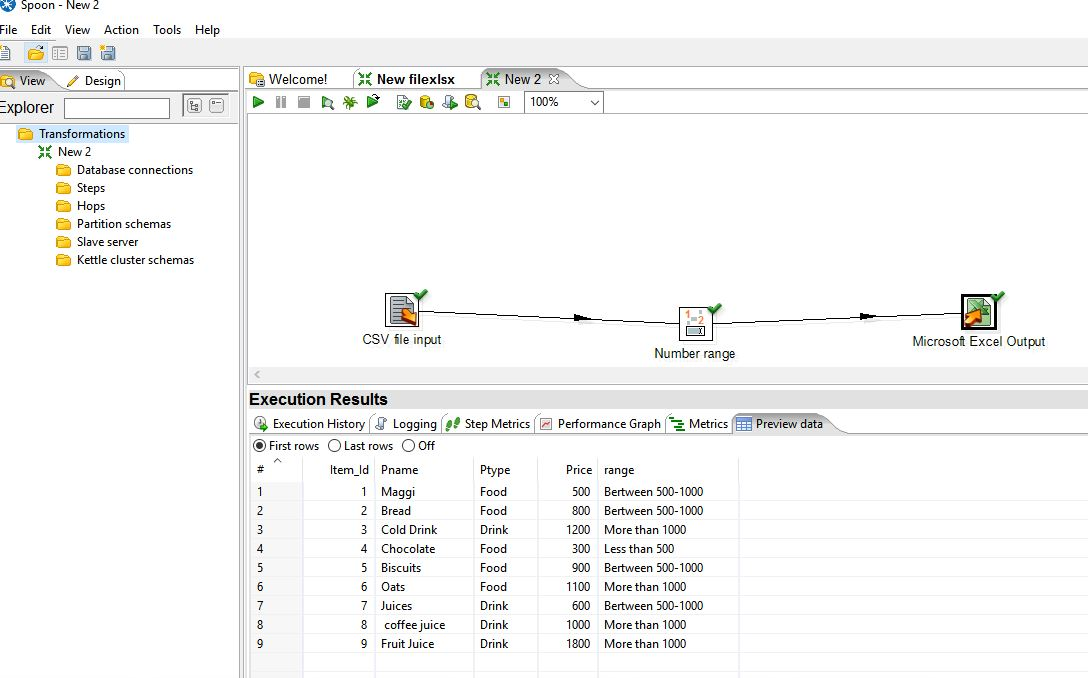 Spoon - New 2
File Edit View Action Tools Help
View Design
Explorer
Transformations
New 2
Database connections
Steps
Hops
Partition schemas
Slave server
Kettle cluster schemas
Welcome! New filexlsx New 2
100%
CSV file input
Number range
Microsoft Excel Output
Execution Results
Execution History Logging Step Metrics Performance Graph Metrics Preview data
First rows Last rows Off
# Item_Id Pname Ptype Price range
1 1 Maggi Food 500 Bertween 500-1000
2 2 Bread Food 800 Bertween 500-1000
3 3 Cold Drink Drink 1200 More than 1000
4 4 Chocolate Food 300 Less than 500
5 5 Biscuits Food 900 Bertween 500-1000
6 6 Oats Food 1100 More than 1000
7 7 Juices Drink 600 Bertween 500-1000
8 8 coffee juice Drink 1000 More than 1000
9 9 Fruit Juice Drink 1800 More than 1000